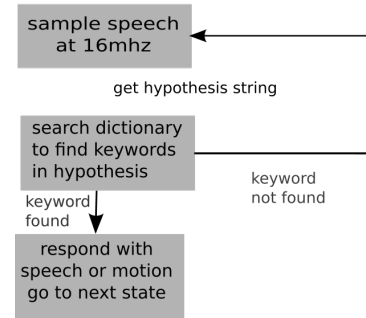 sample speech
at 16mhz
get hypothesis string
search dictionary
to find keywords
in hypothesis
keyword
not found
keyword
found
respond with
speech or motion
go to next state